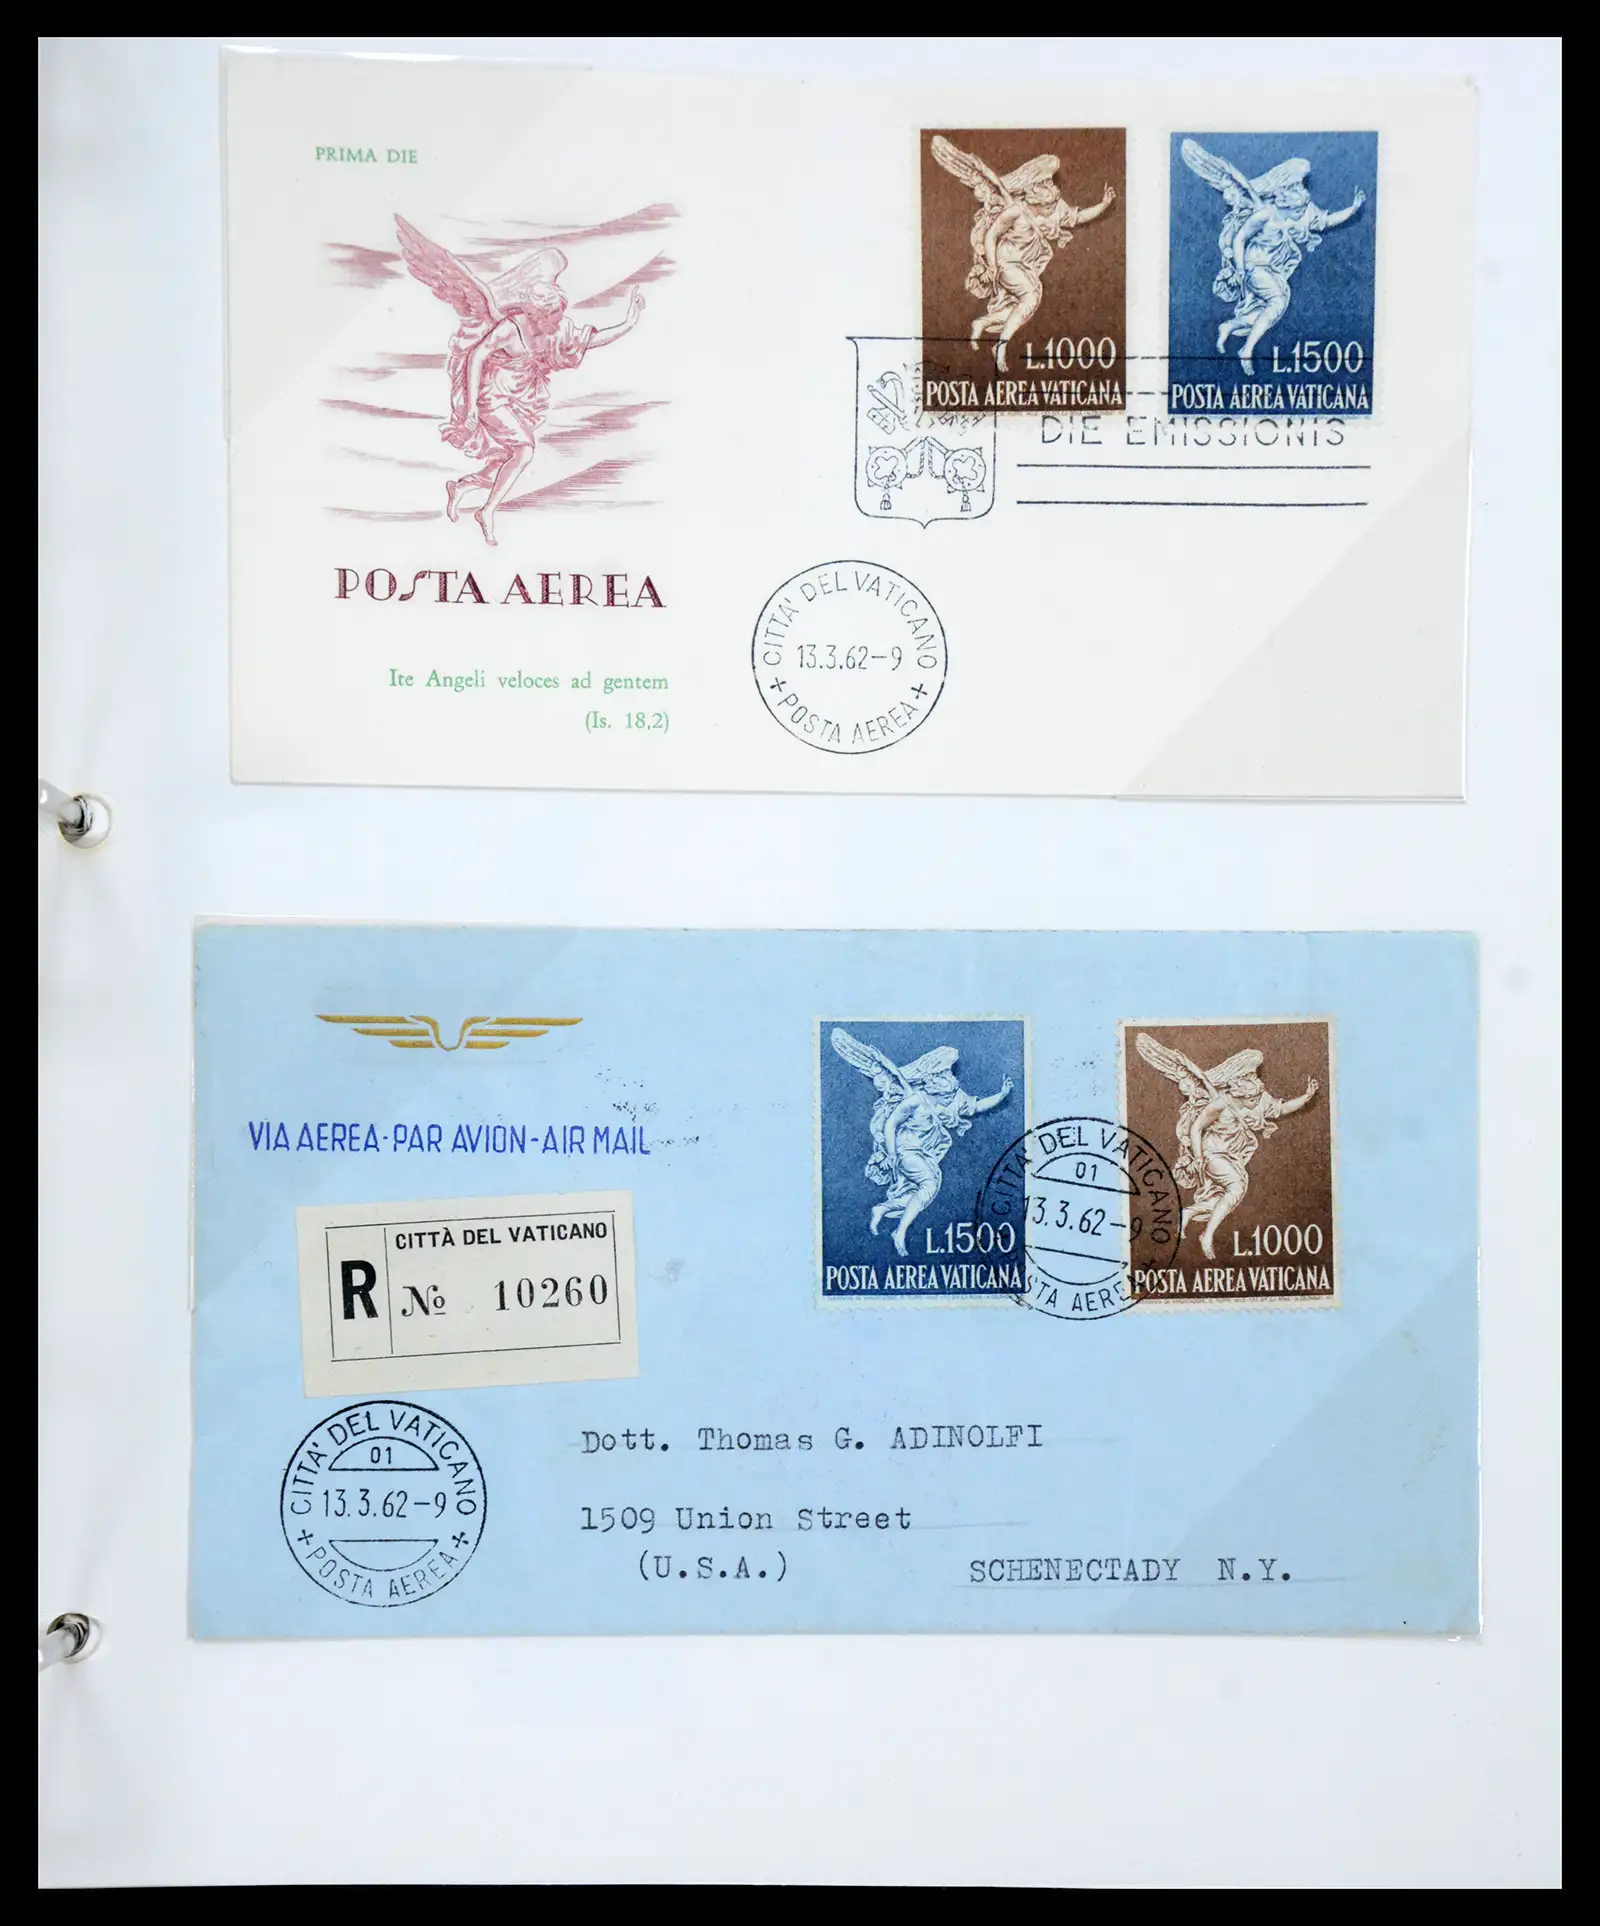 PRIMA DIE
POSTA AEREA
Ite Angeli veloces ad gentem
(Is. 18,2)
L.1000
POSTA AEREA VATICANA
L.1500
POSTA AEREA VATICANA
DIE EMISSIONIS
CITTA' DEL VATICANO
13.3.62-9
+ POSTA AEREA +
VIA AEREA-PAR AVION-AIR MAIL
R
CITTÀ DEL VATICANO
No 10260
L.1500
POSTA AEREA VATICANA
L.1000
POSTA AEREA VATICANA
CITTA' DEL VATICANO
01
13.3.62-9
POSTA AEREA +
CITTA' DEL VATICANO
01
13.3.62-9
+ POSTA AEREA +
Dott. Thomas G. ADINOLFI
1509 Union Street
(U.S.A.) SCHENECTADY N.Y.